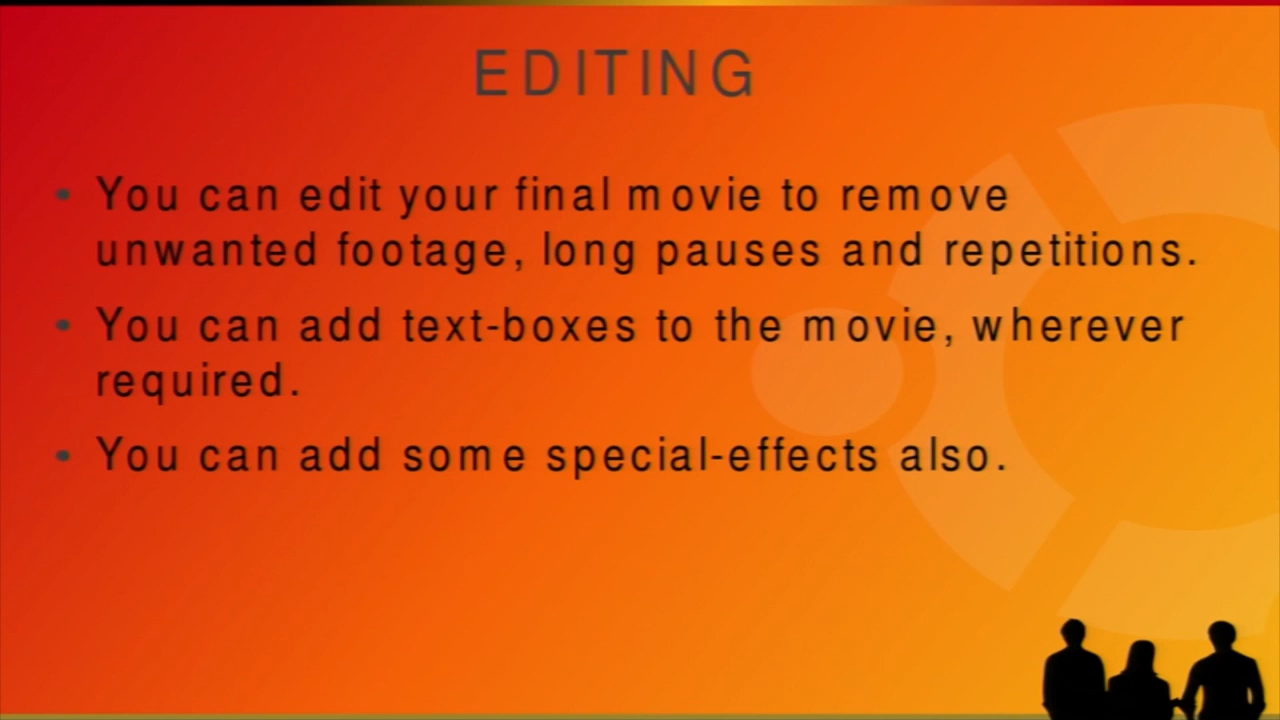 EDITING
• You can edit your final movie to remove
unwanted footage, long pauses and repetitions.
• You can add text-boxes to the movie, wherever
required.
• You can add some special-effects also.